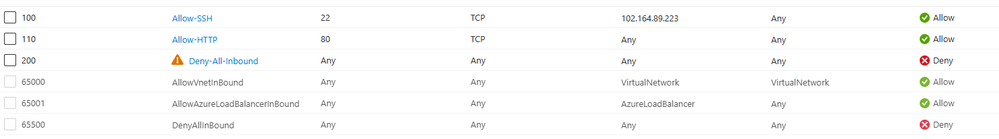 100 Allow-SSH 22 TCP 102.164.89.223 Any Allow
110 Allow-HTTP 80 TCP Any Any Allow
200 Deny-All-Inbound Any Any Any Any Deny
65000 AllowVnetInBound Any Any VirtualNetwork VirtualNetwork Allow
65001 AllowAzureLoadBalancerInBound Any Any AzureLoadBalancer Any Allow
65500 DenyAllInBound Any Any Any Any Deny